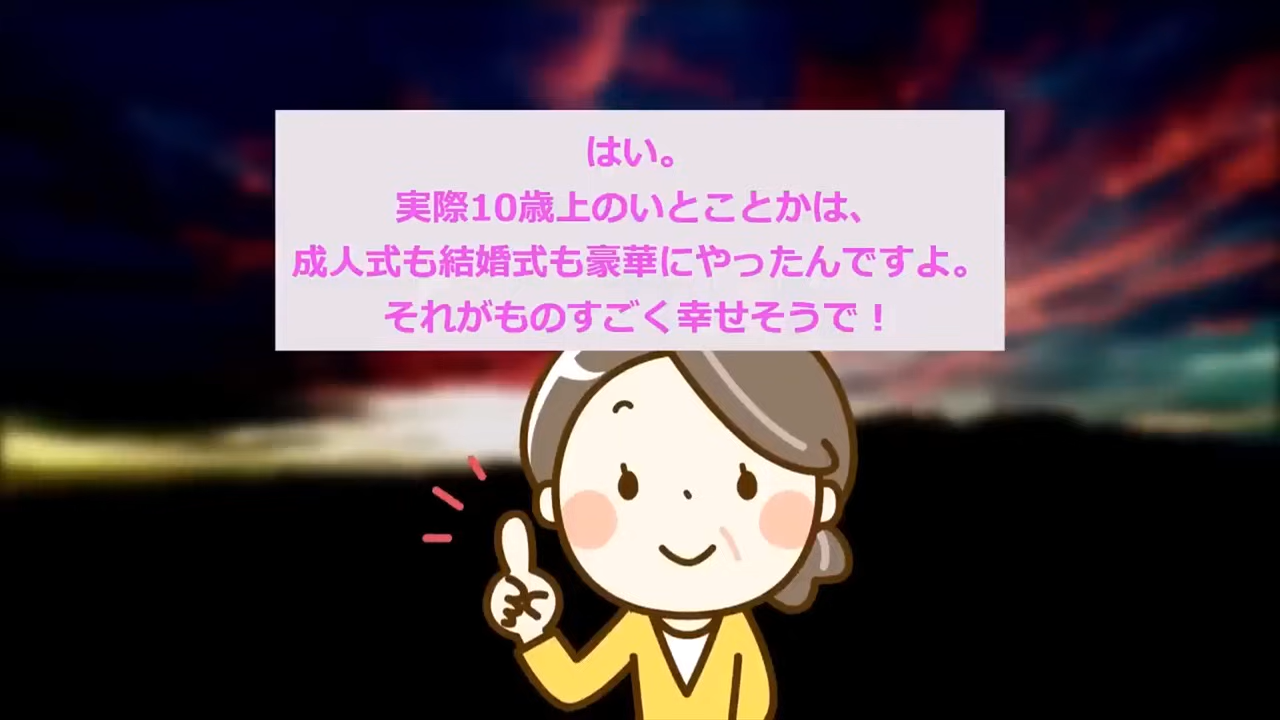 はい。
実際10歳上のいとことかは、
成人式も結婚式も豪華にやったんですよ。
それがものすごく幸せそうで！